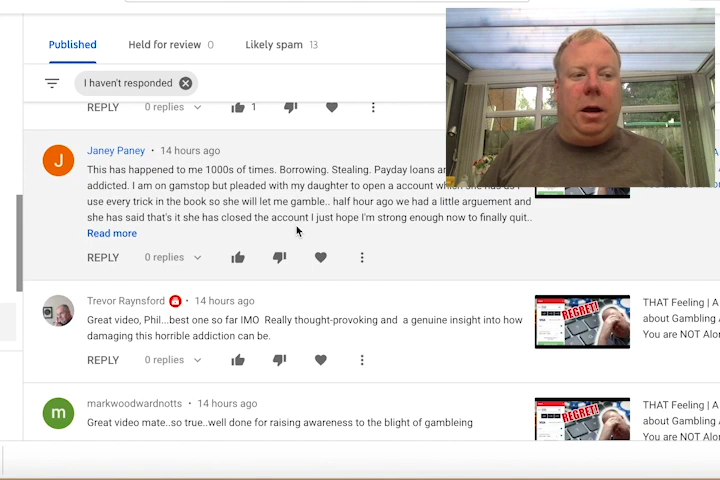 Published Held for review 0 Likely spam 13
I haven't responded
REPLY 0 replies 1
J Janey Paney • 14 hours ago
This has happened to me 1000s of times. Borrowing. Stealing. Payday loans
addicted. I am on gamstop but pleaded with my daughter to open a account
use every trick in the book so she will let me gamble.. half hour ago we had a little arguement and
she has said that's it she has closed the account I just hope I'm strong enough now to finally quit..
Read more
REPLY 0 replies
Trevor Raynsford • 14 hours ago
Great video, Phil...best one so far IMO Really thought-provoking and a genuine insight into how
damaging this horrible addiction can be.
REPLY 0 replies
REGRET!
THAT Feeling | A
about Gambling
You are NOT Alon
m markwoodwardnotts • 14 hours ago
Great video mate..so true..well done for raising awareness to the blight of gambleing
REGRET!
THAT Feeling | A
about Gambling
You are NOT Alon